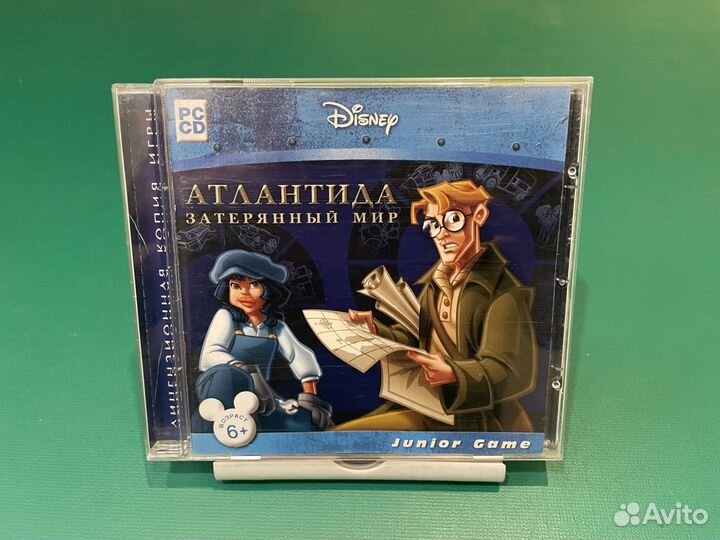 PC
CD
Disney
АТЛАНТИДА
ЗАТЕРЯННЫЙ МИР
ЛИЦЕНЗИОННАЯ КОПИЯ ИГРЫ
ВОЗРАСТ
6+
Junior Game
Avito